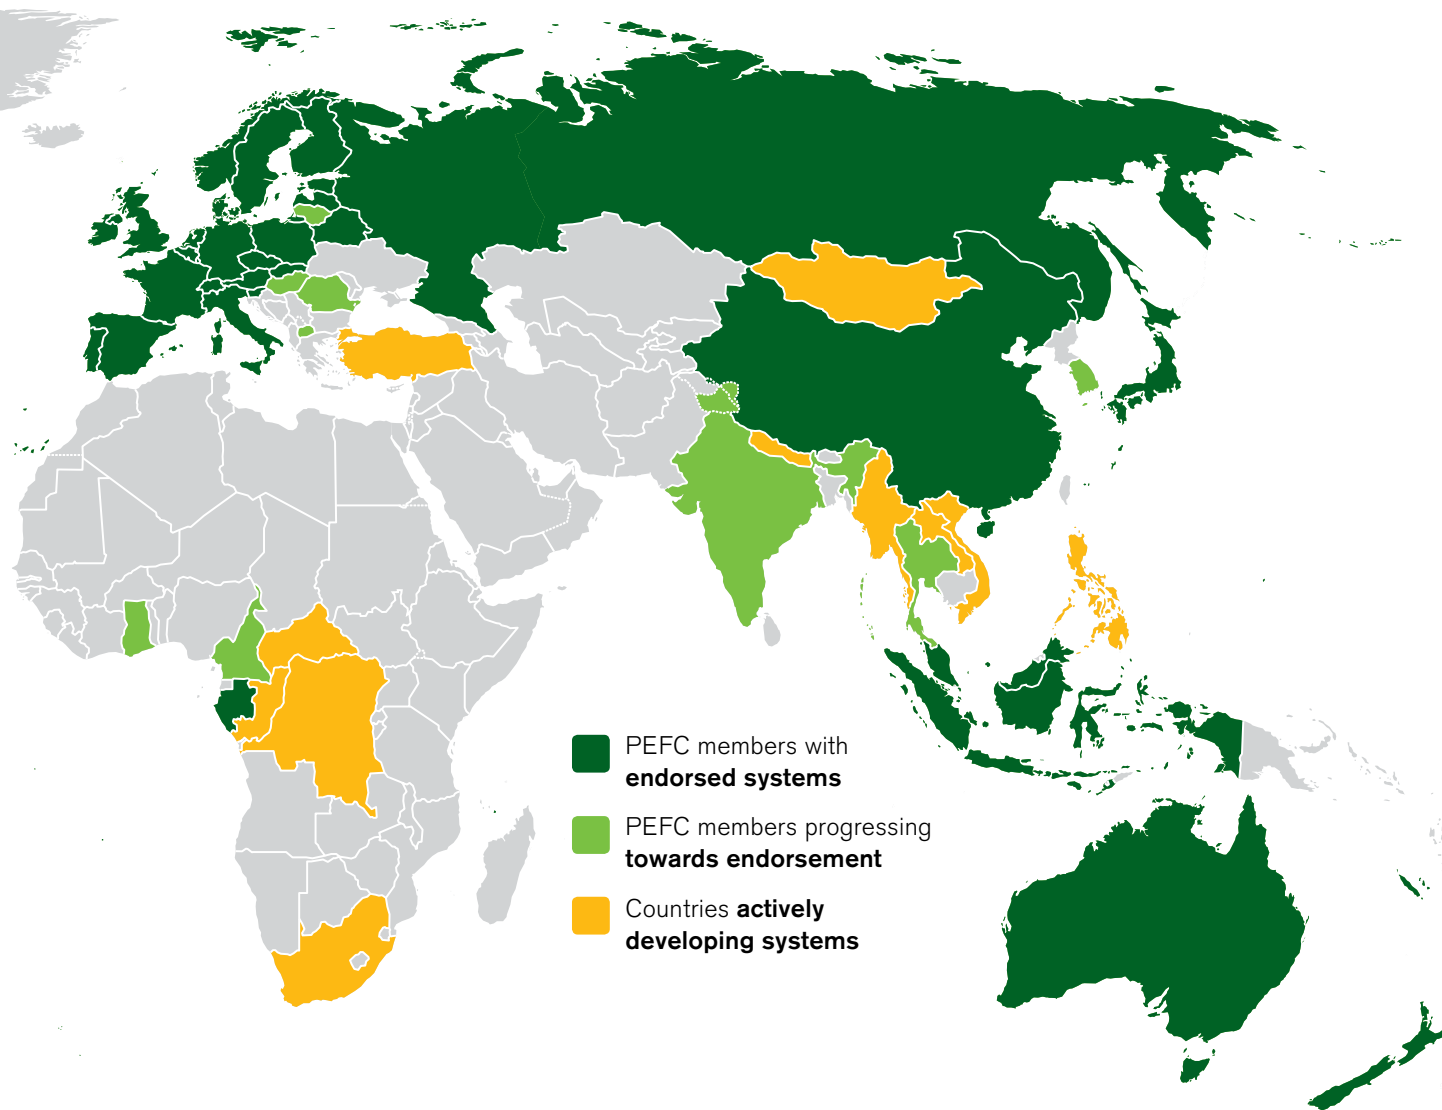 PEFC members with
endorsed systems
PEFC members progressing
towards endorsement
Countries actively
developing systems